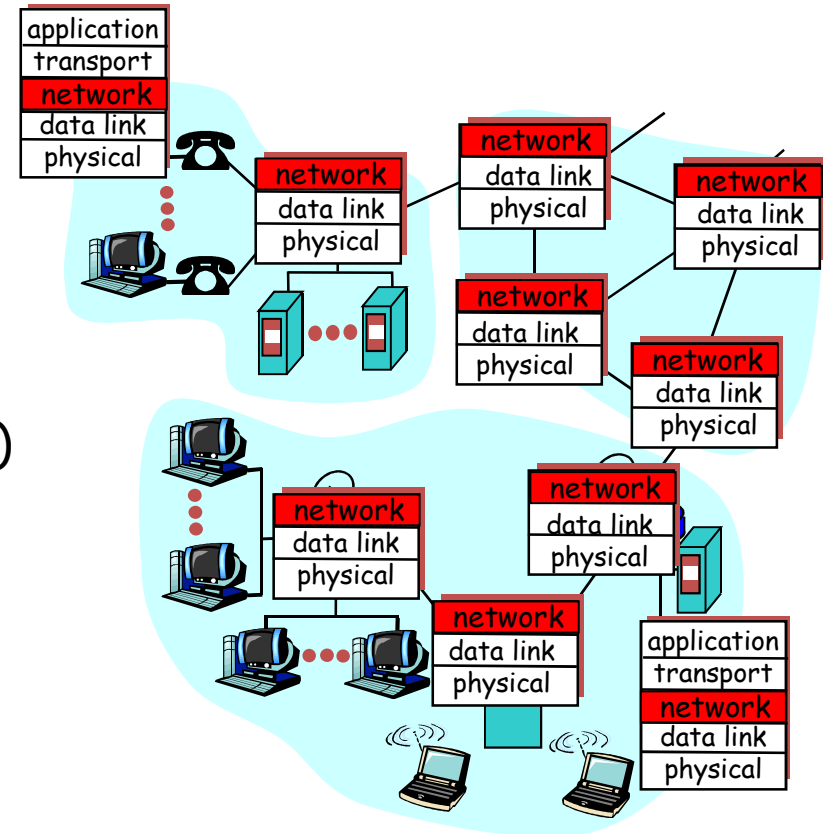 application
transport
network
data link
physical
network
data link
physical
network
data link
physical
network
data link
physical
network
data link
physical
network
data link
physical
)
network
data link
physical
network
data link
physical
network
data link
physical
application
transport
network
data link
physical